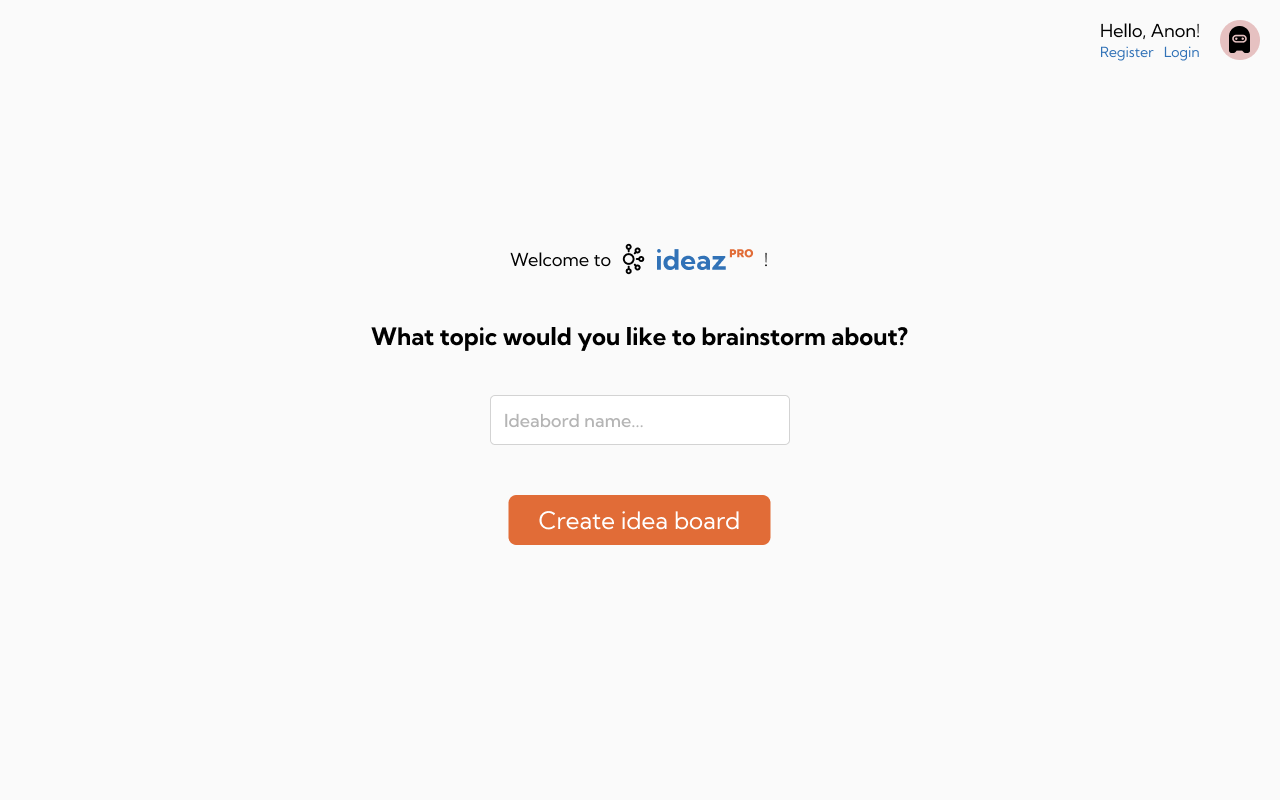 Hello, Anon!
Register Login
Welcome to ideaz PRO !
What topic would you like to brainstorm about?
Ideabord name...
Create idea board